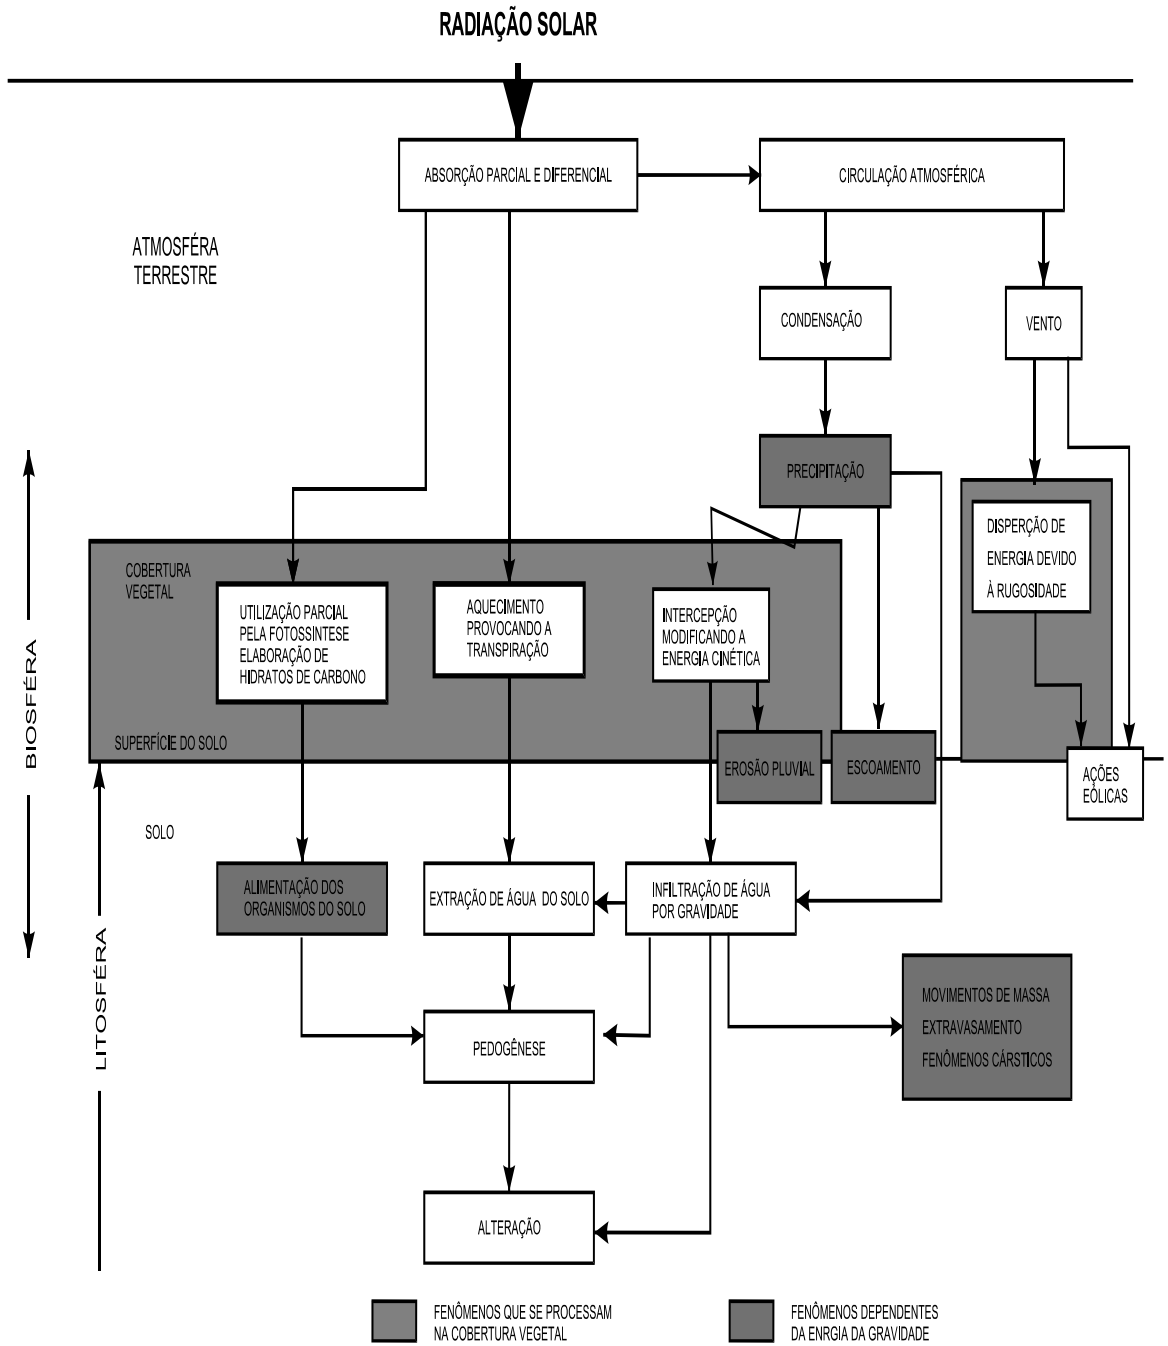 RADIAÇÃO SOLAR
ABSORÇÃO PARCIAL E DIFERENCIAL
CIRCULAÇÃO ATMOSFÉRICA
ATMOSFÉRA
TERRESTRE
CONDENSAÇÃO
VENTO
PRECIPITAÇÃO
DISPERÇÃO DE
ENERGIA DEVIDO
À RUGOSIDADE
COBERTURA
VEGETAL
UTILIZAÇÃO PARCIAL
PELA FOTOSSINTESE
ELABORAÇÃO DE
HIDRATOS DE CARBONO
AQUECIMENTO
PROVOCANDO A
TRANSPIRAÇÃO
INTERCEPÇÃO
MODIFICANDO A
ENERGIA CINÉTICA
BIOSFÉRA
SUPERFÍCIE DO SOLO
EROSÃO PLUVIAL
ESCOAMENTO
AÇÕES
EÓLICAS
SOLO
ALIMENTAÇÃO DOS
ORGANISMOS DO SOLO
EXTRAÇÃO DE ÁGUA DO SOLO
INFILTRAÇÃO DE ÁGUA
POR GRAVIDADE
LITOSFÉRA
MOVIMENTOS DE MASSA
EXTRAVASAMENTO
FENÔMENOS CÁRSTICOS
PEDOGÊNESE
ALTERAÇÃO
FENÔMENOS QUE SE PROCESSAM
NA COBERTURA VEGETAL
FENÔMENOS DEPENDENTES
DA ENRGIA DA GRAVIDADE